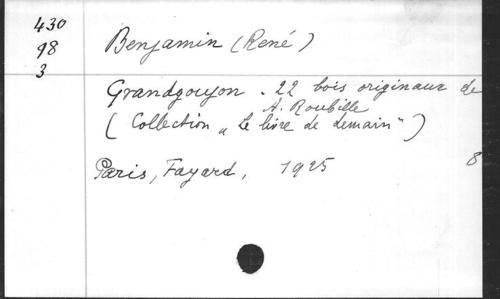 430
98
3
Benjamin (René)
Grandgoujon . 22 bois originaux de
A. Roubille
(Collection „Le livre de demain")
Paris, Fayard, 1925
8